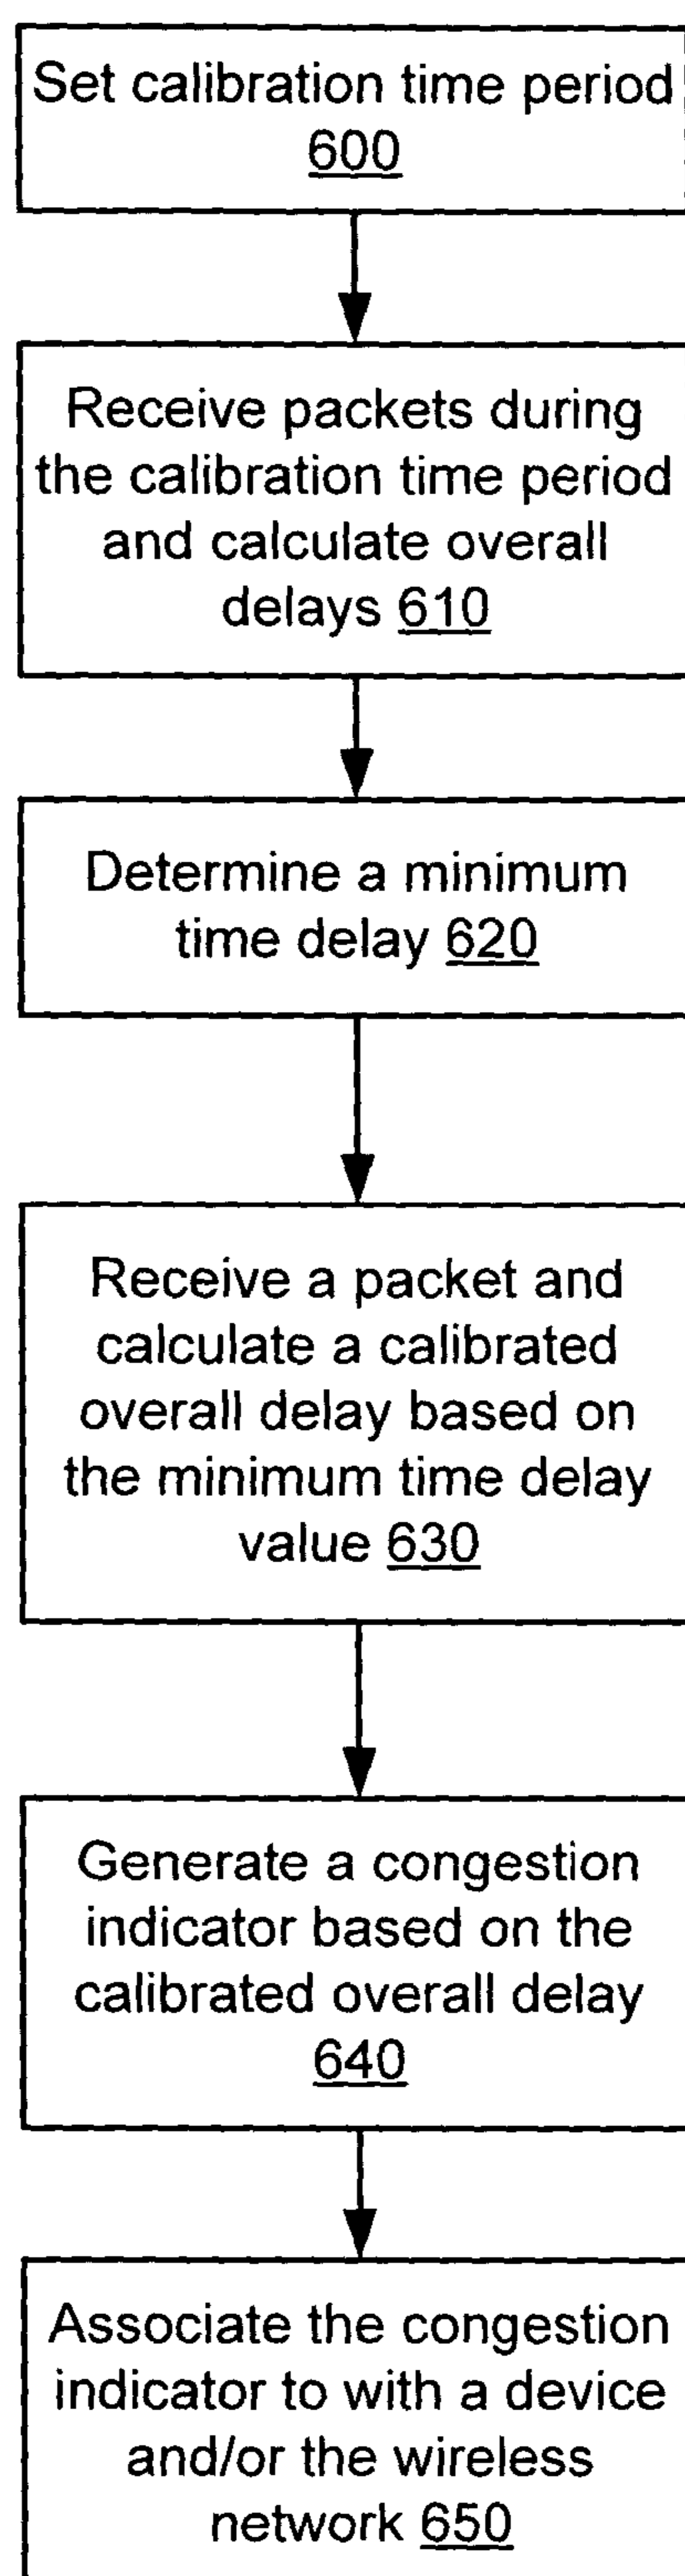 Set calibration time period
600
Receive packets during
the calibration time period
and calculate overall
delays 610
Determine a minimum
time delay 620
Receive a packet and
calculate a calibrated
overall delay based on
the minimum time delay
value 630
Generate a congestion
indicator based on the
calibrated overall delay
640
Associate the congestion
indicator to with a device
and/or the wireless
network 650